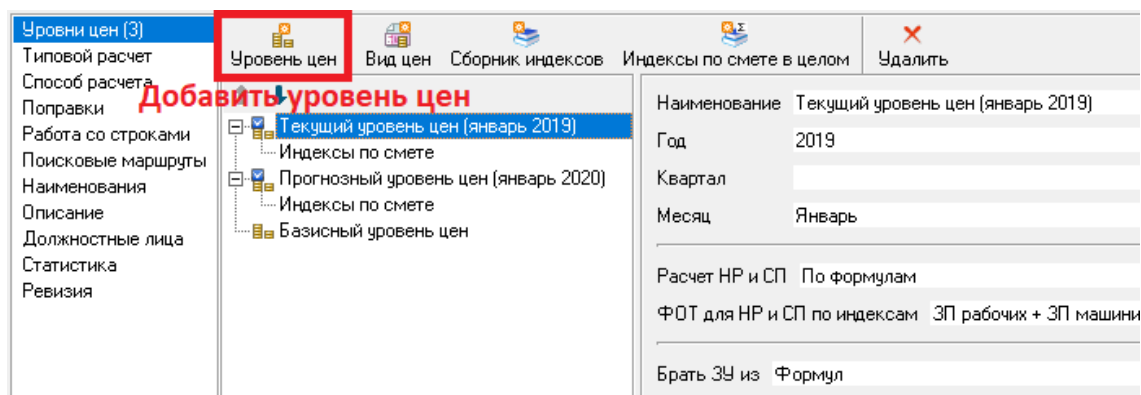 Уровни цен (3)
Типовой расчет
Способ расчета
Поправки
Работа со строками
Поисковые маршруты
Наименования
Описание
Должностные лица
Статистика
Ревизия
Уровень цен
Вид цен
Сборник индексов
Индексы по смете в целом
Удалить
Добавить уровень цен
Текущий уровень цен (январь 2019)
Индексы по смете
Прогнозный уровень цен (январь 2020)
Индексы по смете
Базисный уровень цен
Наименование Текущий уровень цен (январь 2019)
Год 2019
Квартал
Месяц Январь
Расчет НР и СП По формулам
ФОТ для НР и СП по индексам ЗП рабочих + ЗП машини
Брать ЗУ из Формул